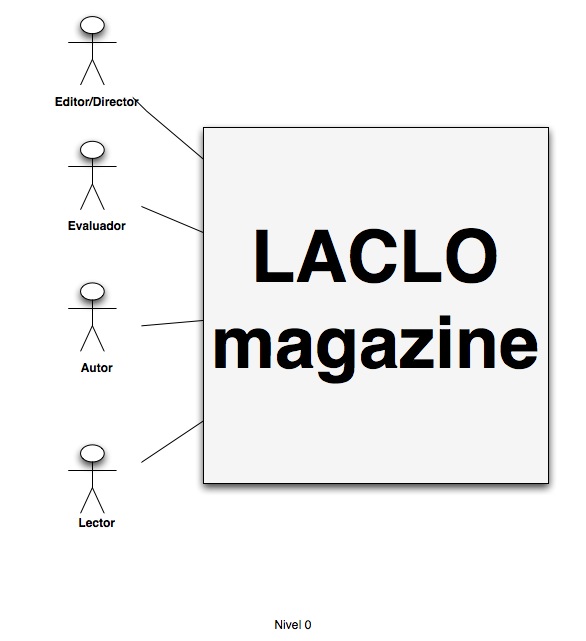 Editor/Director
Evaluador
Autor
Lector
LACLO
magazine
Nivel 0